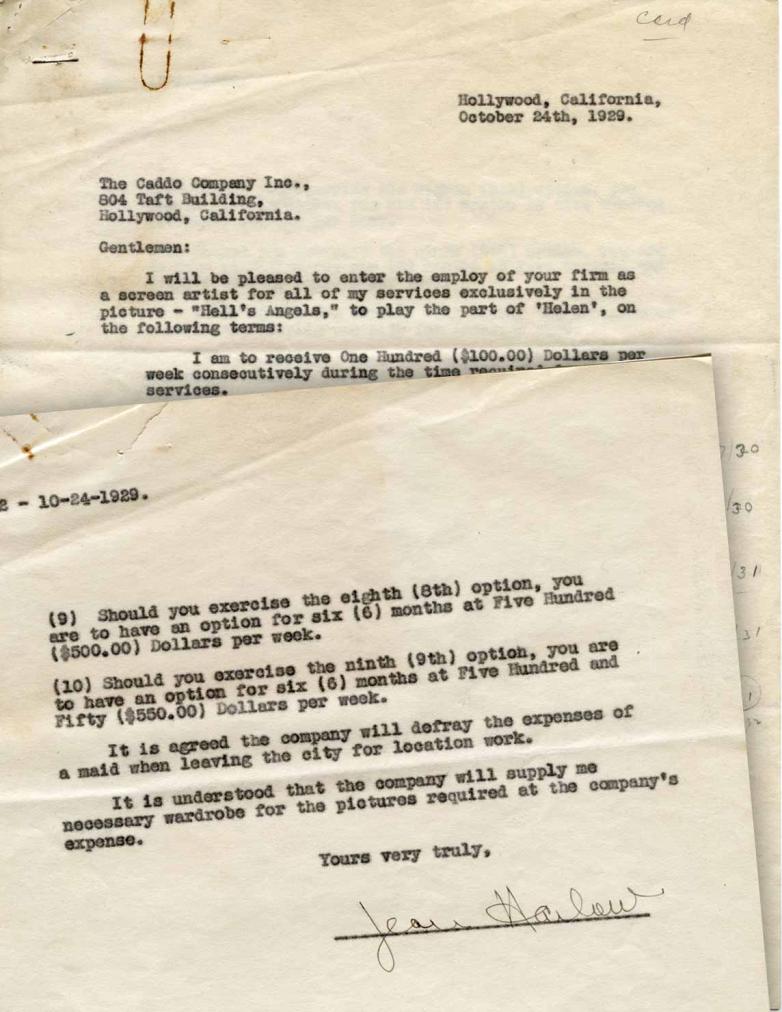 card
Hollywood, California,
October 24th, 1929.
The Caddo Company Inc.,
804 Taft Building,
Hollywood, California.
Gentlemen:
I will be pleased to enter the employ of your firm as
a screen artist for all of my services exclusively in the
picture - "Hell's Angels," to play the part of 'Helen', on
the following terms:
I am to receive One Hundred ($100.00) Dollars per
week consecutively during the time
services.
/30
/30
/31
31
- 10-24-1929.
(9) Should you exercise the eighth (8th) option, you
are to have an option for six (6) months at Five Hundred
($500.00) Dollars per week.
(10) Should you exercise the ninth (9th) option, you are
to have an option for six (6) months at Five Hundred and
Fifty ($550.00) Dollars per week.
It is agreed the company will defray the expenses of
a maid when leaving the city for location work.
It is understood that the company will supply me
necessary wardrobe for the pictures required at the company's
expense.
Yours very truly,
Jean Harlow